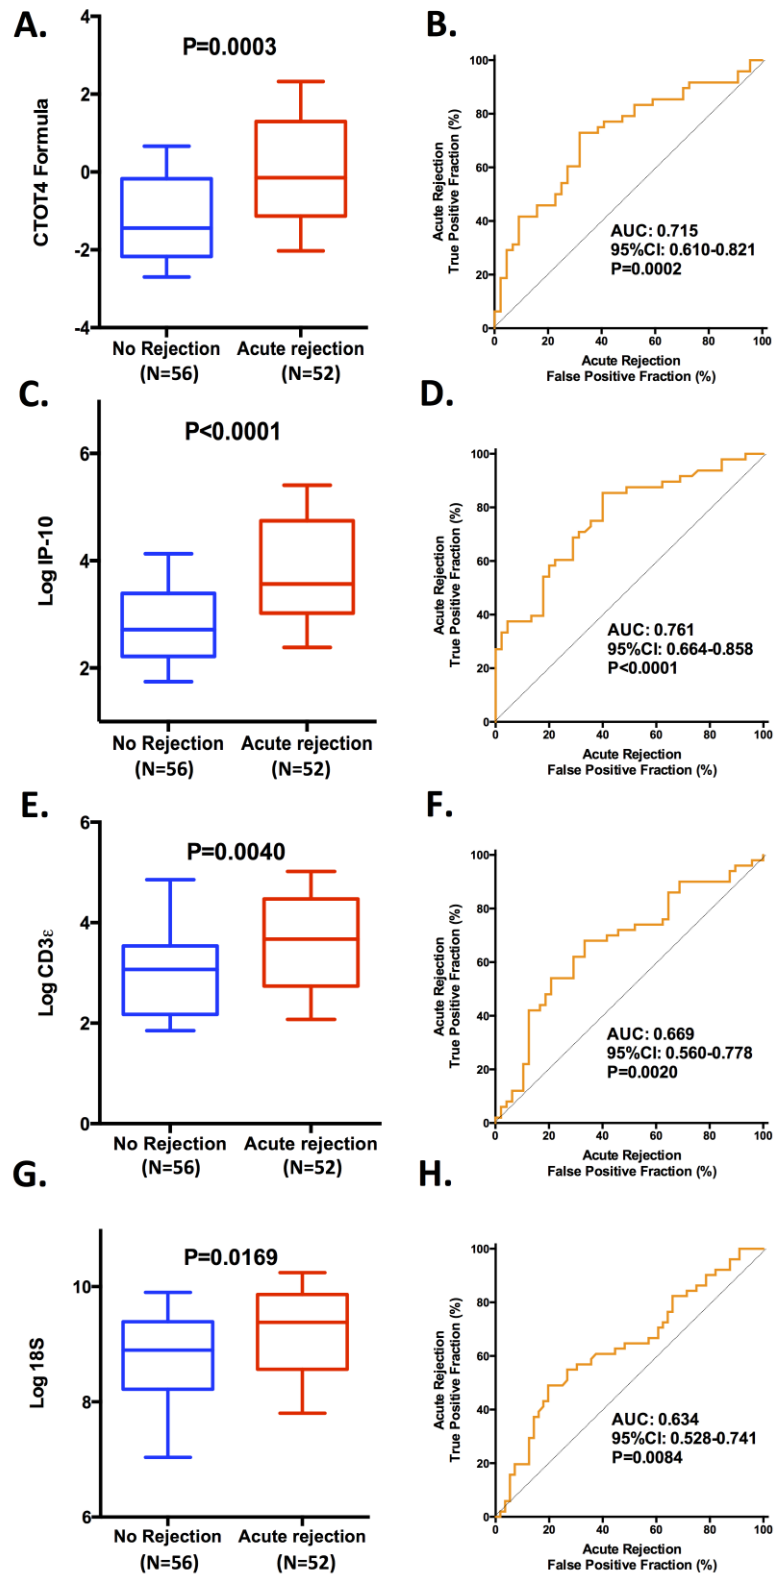 A.
P=0.0003
CTOT4 Formula
4
2
0
-2
-4
No Rejection
(N=56)
Acute rejection
(N=52)
B.
Acute Rejection
True Positive Fraction (%)
100
80
60
40
20
0
AUC: 0.715
95%CI: 0.610-0.821
P=0.0002
0 20 40 60 80 100
Acute Rejection
False Positive Fraction (%)
C.
P<0.0001
Log IP-10
6
4
2
No Rejection
(N=56)
Acute rejection
(N=52)
D.
Acute Rejection
True Positive Fraction (%)
100
80
60
40
20
0
AUC: 0.761
95%CI: 0.664-0.858
P<0.0001
0 20 40 60 80 100
Acute Rejection
False Positive Fraction (%)
E.
P=0.0040
Log CD3ε
6
4
2
0
No Rejection
(N=56)
Acute rejection
(N=52)
F.
Acute Rejection
True Positive Fraction (%)
100
80
60
40
20
0
AUC: 0.669
95%CI: 0.560-0.778
P=0.0020
0 20 40 60 80 100
Acute Rejection
False Positive Fraction (%)
G.
P=0.0169
Log 18S
10
8
6
No Rejection
(N=56)
Acute rejection
(N=52)
H.
Acute Rejection
True Positive Fraction (%)
100
80
60
40
20
0
AUC: 0.634
95%CI: 0.528-0.741
P=0.0084
0 20 40 60 80 100
Acute Rejection
False Positive Fraction (%)